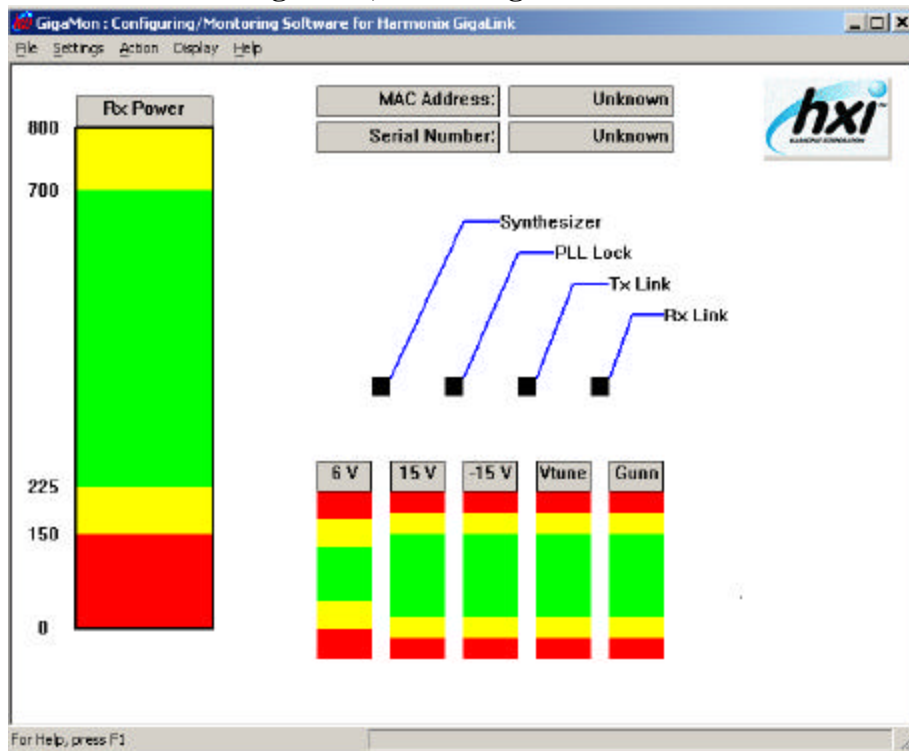 GigaMon : Configuring/Montoring Software for Harmonix GigaLink
File Settings Action Display Help
Rx Power
800
700
225
150
0
MAC Address: Unknown
Serial Number: Unknown
hxi
Synthesizer
PLL Lock
Tx Link
Rx Link
6 V 15 V -15 V Vtune Gunn
For Help, press F1